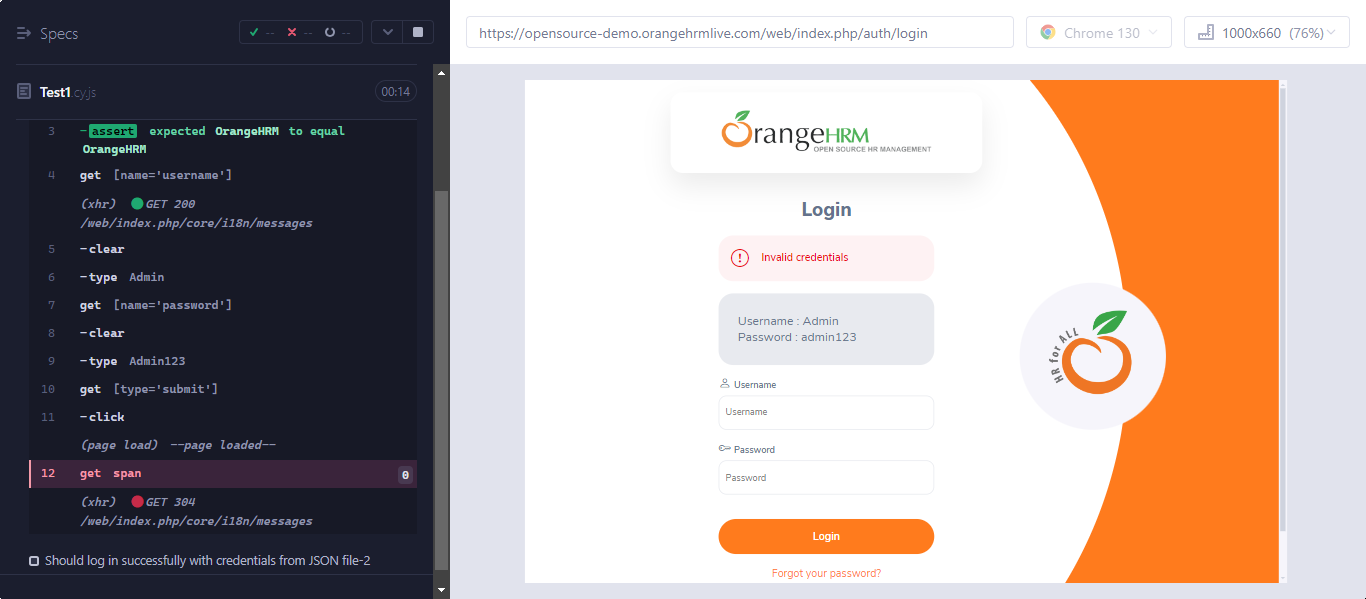 Specs
-- -- --
Test1.cy.js
00:14
3 -assert expected OrangeHRM to equal
OrangeHRM
4 get [name='username']
(xhr) GET 200
/web/index.php/core/i18n/messages
5 -clear
6 -type Admin
7 get [name='password']
8 -clear
9 -type Admin123
10 get [type='submit']
11 -click
(page load) --page loaded--
12 get span 0
(xhr) GET 304
/web/index.php/core/i18n/messages
Should log in successfully with credentials from JSON file-2
https://opensource-demo.orangehrmlive.com/web/index.php/auth/login
Chrome 130
1000x660 (76%)
OrangeHRM
OPEN SOURCE HR MANAGEMENT
Login
Invalid credentials
Username : Admin
Password : admin123
Username
Username
Password
Password
Login
Forgot your password?
HR for ALL